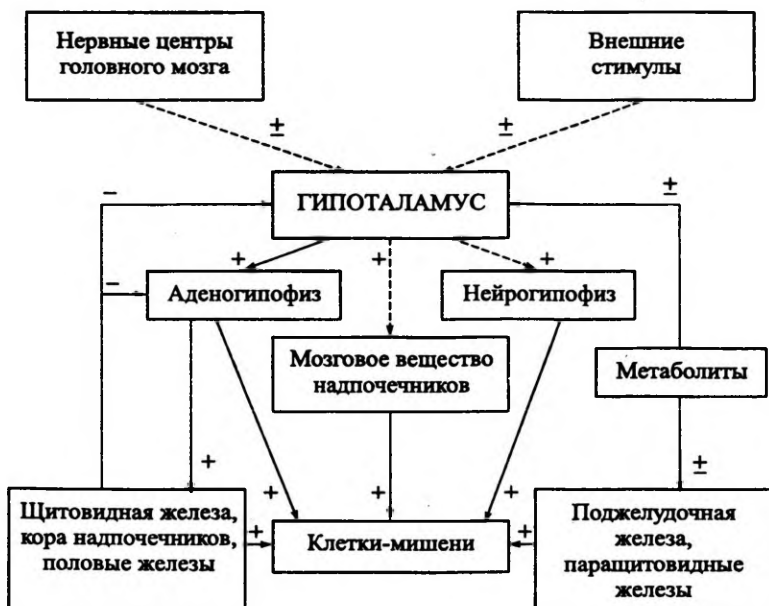 Нервные центры
головного мозга
Внешние
стимулы
±
±
−
ГИПОТАЛАМУС
±
+
+
+
−
Аденогипофиз
Нейрогипофиз
Мозговое вещество
надпочечников
Метаболиты
+
±
Щитовидная железа,
кора надпочечников,
половые железы
+
+
+
+
Клетки-мишени
+
Поджелудочная
железа,
паращитовидные
железы